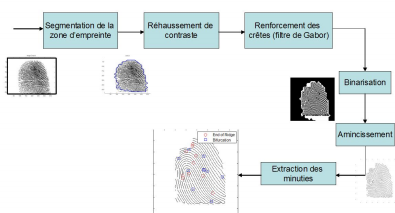 Segmentation de la
zone d'empreinte
Réhaussement de
contraste
Renforcement des
crêtes (filtre de Gabor)
Binarisation
Amincissement
Extraction des
minuties
End of Ridge
Bifurcation